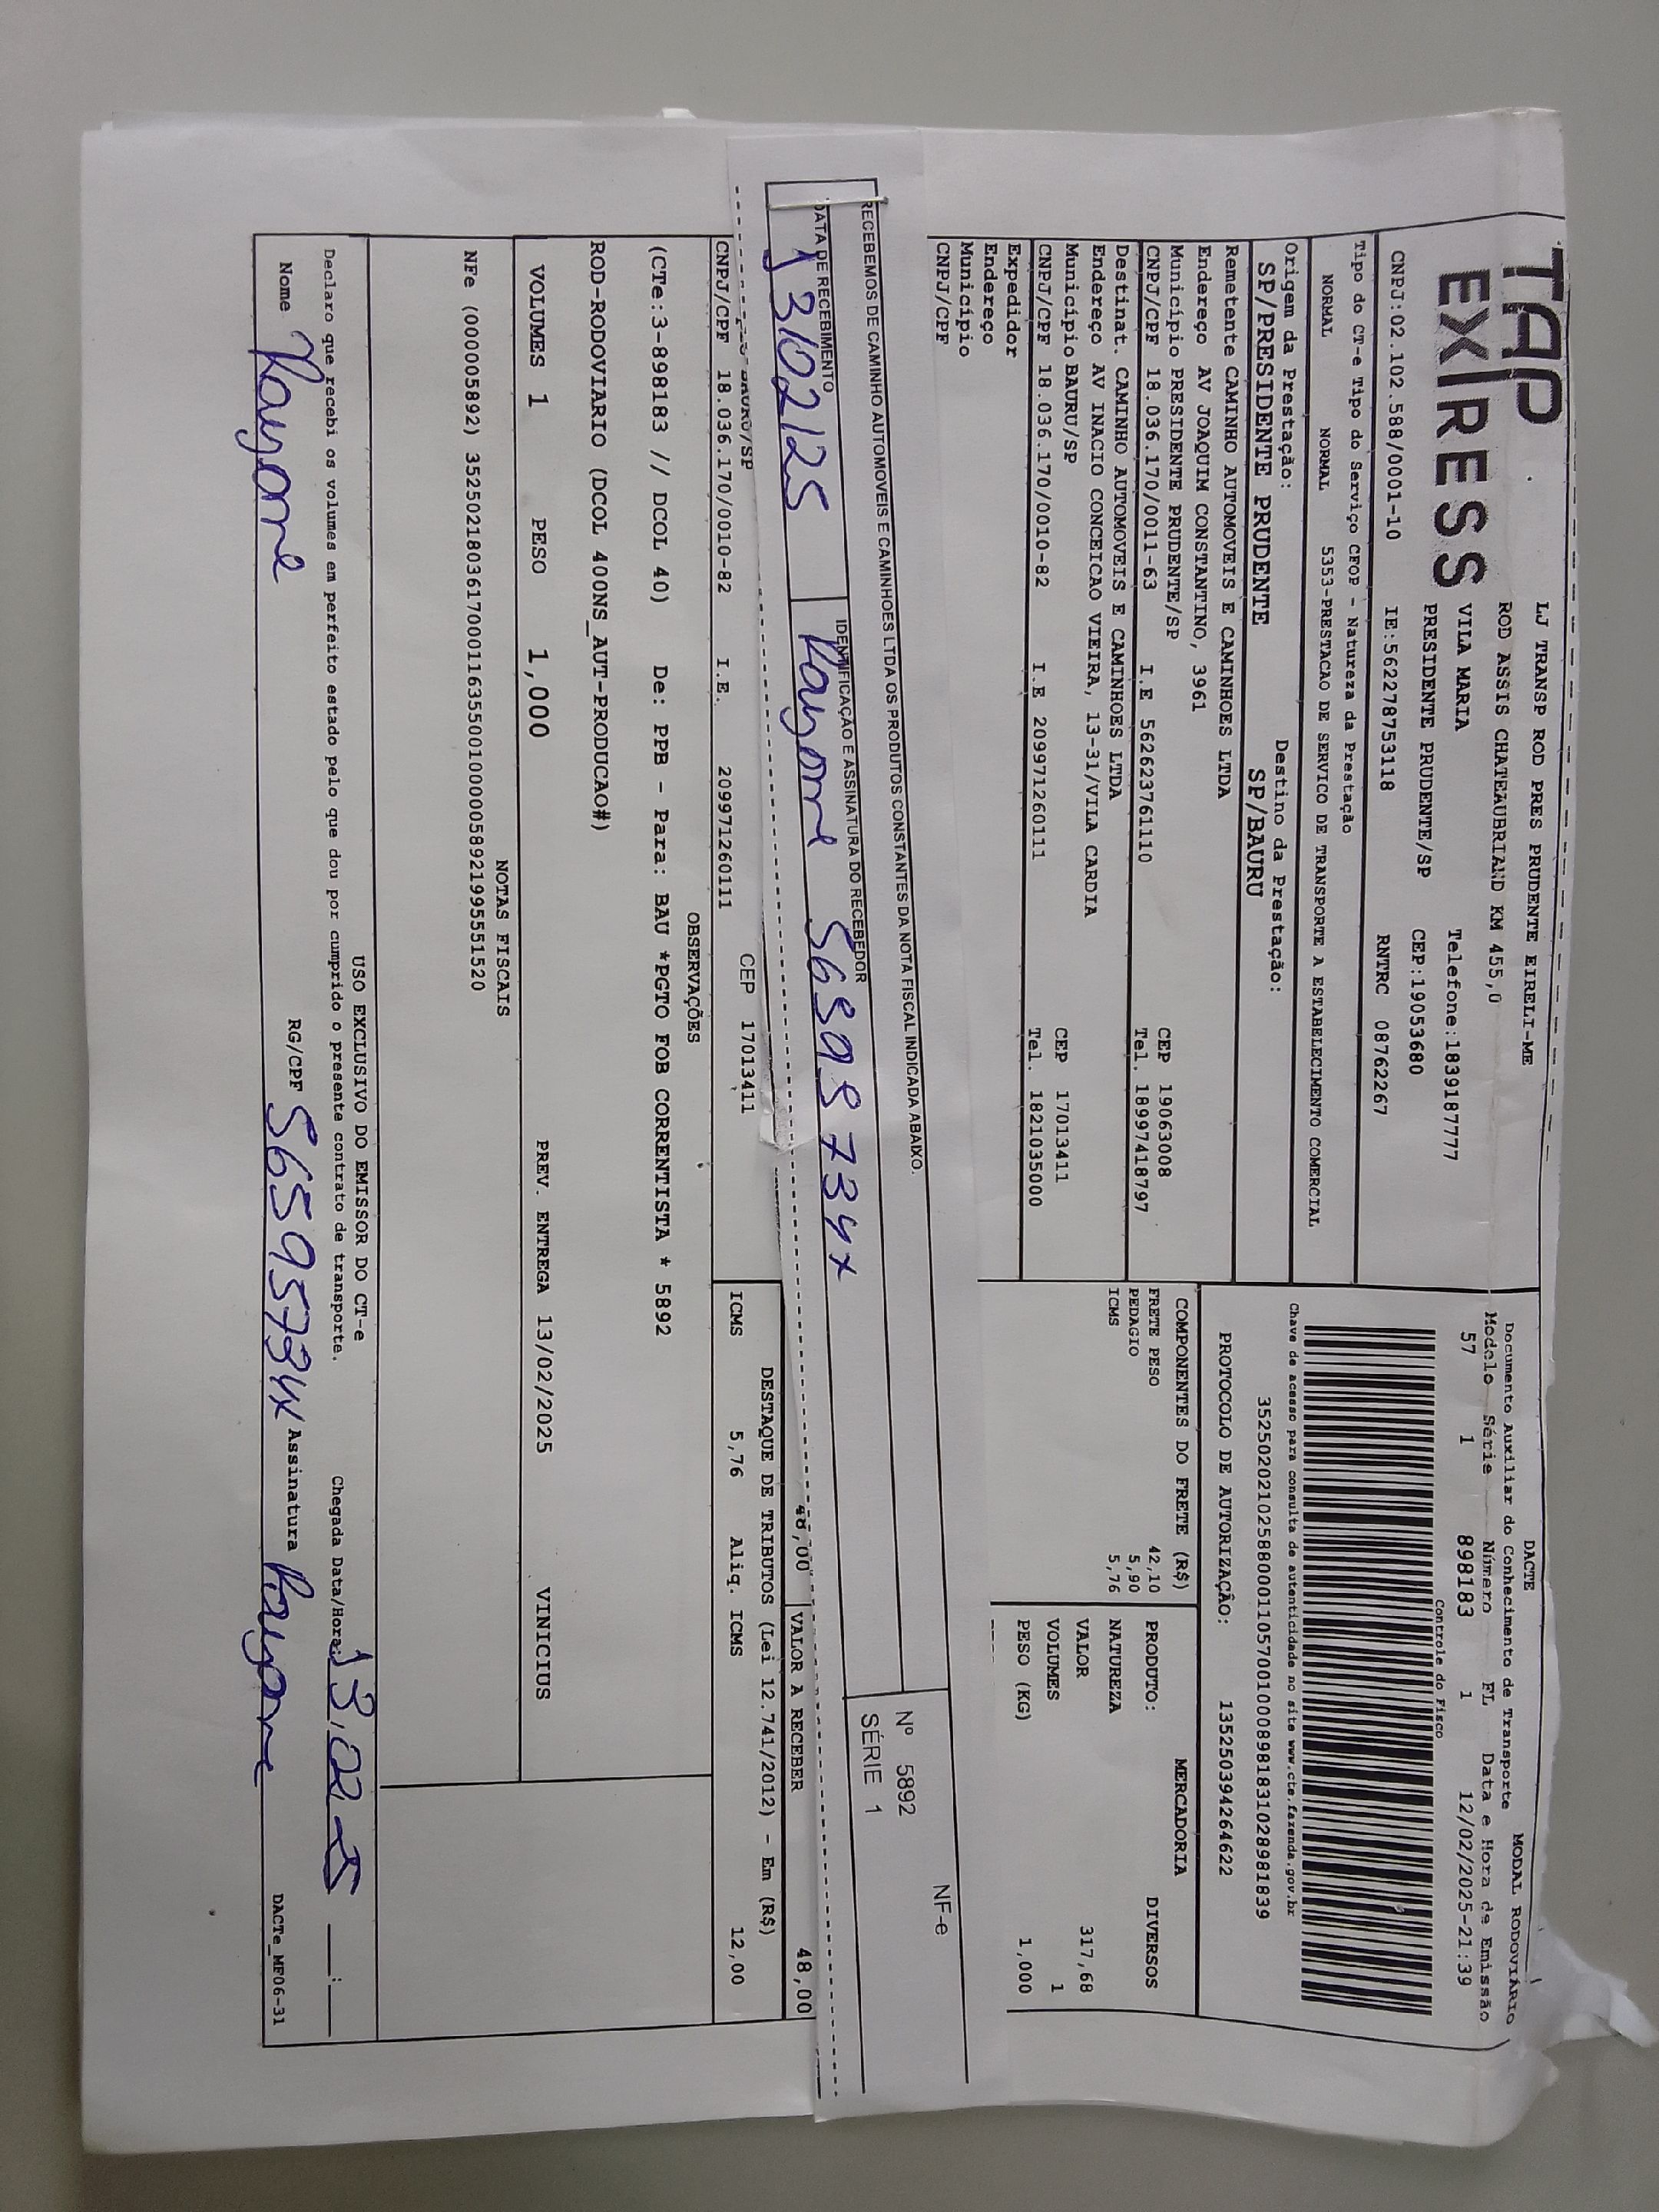 TAP
EXPRESS
LJ TRANSP ROD PRES PRUDENTE EIRELI-ME
ROD ASSIS CHATEAUBRIAND KM 455,0
VILA MARIA Telefone:1839187777
PRESIDENTE PRUDENTE/SP CEP:19053680
CNPJ:02.102.588/0001-10 IE:562278753118 RNTRC 08762267
DACTE MODAL RODOVIÁRIO
Documento Auxiliar do Conhecimento de Transporte
Modelo Série Número FL Data e Hora de Emissão
57 1 898183 1 12/02/2025-21:39
Controle do Fisco
Tipo do CT-e Tipo do Serviço CFOP - Natureza da Prestação
NORMAL NORMAL 5353-PRESTACAO DE SERVICO DE TRANSPORTE A ESTABELECIMENTO COMERCIAL
Chave de acesso para consulta de autenticidade no site www.cte.fazenda.gov.br
35250202102588000110570010008981831028981839
Origem da Prestação: Destino da Prestação:
SP/PRESIDENTE PRUDENTE SP/BAURU
PROTOCOLO DE AUTORIZAÇÃO: 135250394264622
Remetente CAMINHO AUTOMOVEIS E CAMINHOES LTDA
Endereço AV JOAQUIM CONSTANTINO, 3961
Município PRESIDENTE PRUDENTE/SP CEP 19063008
CNPJ/CPF 18.036.170/0011-63 I.E 562623761110 Tel. 18997418797
Destinat. CAMINHO AUTOMOVEIS E CAMINHOES LTDA
Endereço AV INACIO CONCEICAO VIEIRA, 13-31/VILA CARDIA
Município BAURU/SP CEP 17013411
CNPJ/CPF 18.036.170/0010-82 I.E 209971260111 Tel. 1821035000
Expedidor
Endereço
Município
CNPJ/CPF
COMPONENTES DO FRETE (R$)
FRETE PESO 42,10
PEDAGIO 5,90
ICMS 5,76
MERCADORIA
PRODUTO: DIVERSOS
NATUREZA
VALOR 317,68
VOLUMES 1
PESO (KG) 1,000
RECEBEMOS DE CAMINHO AUTOMOVEIS E CAMINHOES LTDA OS PRODUTOS CONSTANTES DA NOTA FISCAL INDICADA ABAIXO.
NF-e
Nº 5892
SÉRIE 1
DATA DE RECEBIMENTO IDENTIFICAÇÃO E ASSINATURA DO RECEBEDOR
13/02/25 Rayane 56595734x
BAURU/SP CEP 17013411
CNPJ/CPF 18.036.170/0010-82 I.E. 209971260111
48,00 VALOR A RECEBER 48,00
DESTAQUE DE TRIBUTOS (Lei 12.741/2012) - Em (R$)
ICMS 5,76 Aliq. ICMS 12,00
OBSERVAÇÕES
(CTe:3-898183 // DCOL 40) De: PPB - Para: BAU *PGTO FOB CORRENTISTA * 5892
ROD-RODOVIARIO (DCOL 400NS_AUT-PRODUCAO#)
VOLUMES 1 PESO 1,000 PREV. ENTREGA 13/02/2025 VINICIUS
NOTAS FISCAIS
NFe (000005892) 35250218036170001163550010000058921995551520
USO EXCLUSIVO DO EMISSOR DO CT-e
Declaro que recebi os volumes em perfeito estado pelo que dou por cumprido o presente contrato de transporte. Chegada Data/Hora: 13,02,25 __:__
Nome Rayane RG/CPF 56595734x Assinatura Rayane DACTe_MF06-31